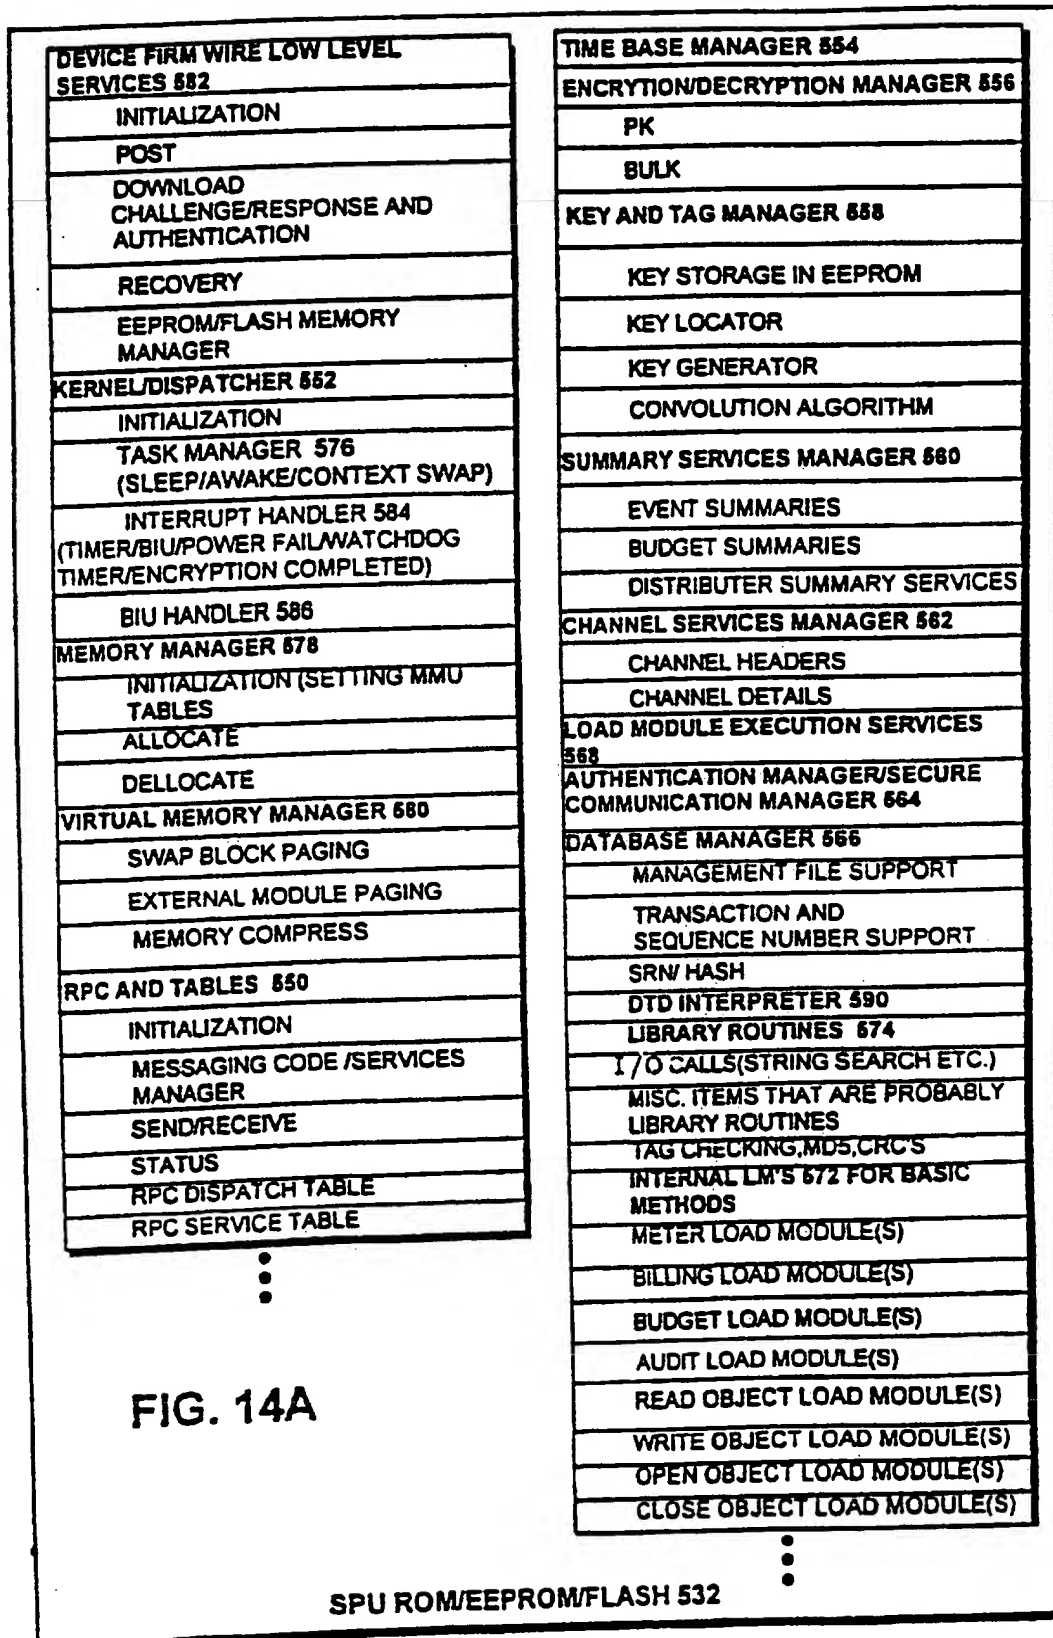 DEVICE FIRM WIRE LOW LEVEL
SERVICES 582
INITIALIZATION
POST
DOWNLOAD
CHALLENGE/RESPONSE AND
AUTHENTICATION
RECOVERY
EEPROM/FLASH MEMORY
MANAGER
KERNEL/DISPATCHER 552
INITIALIZATION
TASK MANAGER 576
(SLEEP/AWAKE/CONTEXT SWAP)
INTERRUPT HANDLER 584
(TIMER/BIU/POWER FAIL/WATCHDOG
TIMER/ENCRYPTION COMPLETED)
BIU HANDLER 586
MEMORY MANAGER 578
INITIALIZATION (SETTING MMU
TABLES
ALLOCATE
DELLOCATE
VIRTUAL MEMORY MANAGER 580
SWAP BLOCK PAGING
EXTERNAL MODULE PAGING
MEMORY COMPRESS
RPC AND TABLES 550
INITIALIZATION
MESSAGING CODE /SERVICES
MANAGER
SEND/RECEIVE
STATUS
RPC DISPATCH TABLE
RPC SERVICE TABLE
TIME BASE MANAGER 554
ENCRYTION/DECRYPTION MANAGER 556
PK
BULK
KEY AND TAG MANAGER 558
KEY STORAGE IN EEPROM
KEY LOCATOR
KEY GENERATOR
CONVOLUTION ALGORITHM
SUMMARY SERVICES MANAGER 560
EVENT SUMMARIES
BUDGET SUMMARIES
DISTRIBUTER SUMMARY SERVICES
CHANNEL SERVICES MANAGER 562
CHANNEL HEADERS
CHANNEL DETAILS
LOAD MODULE EXECUTION SERVICES
568
AUTHENTICATION MANAGER/SECURE
COMMUNICATION MANAGER 564
DATABASE MANAGER 566
MANAGEMENT FILE SUPPORT
TRANSACTION AND
SEQUENCE NUMBER SUPPORT
SRN/ HASH
DTD INTERPRETER 590
LIBRARY ROUTINES 574
I/O CALLS(STRING SEARCH ETC.)
MISC. ITEMS THAT ARE PROBABLY
LIBRARY ROUTINES
TAG CHECKING,MD5,CRC'S
INTERNAL LM'S 572 FOR BASIC
METHODS
METER LOAD MODULE(S)
BILLING LOAD MODULE(S)
BUDGET LOAD MODULE(S)
AUDIT LOAD MODULE(S)
READ OBJECT LOAD MODULE(S)
WRITE OBJECT LOAD MODULE(S)
OPEN OBJECT LOAD MODULE(S)
CLOSE OBJECT LOAD MODULE(S)
FIG. 14A
SPU ROM/EEPROM/FLASH 532